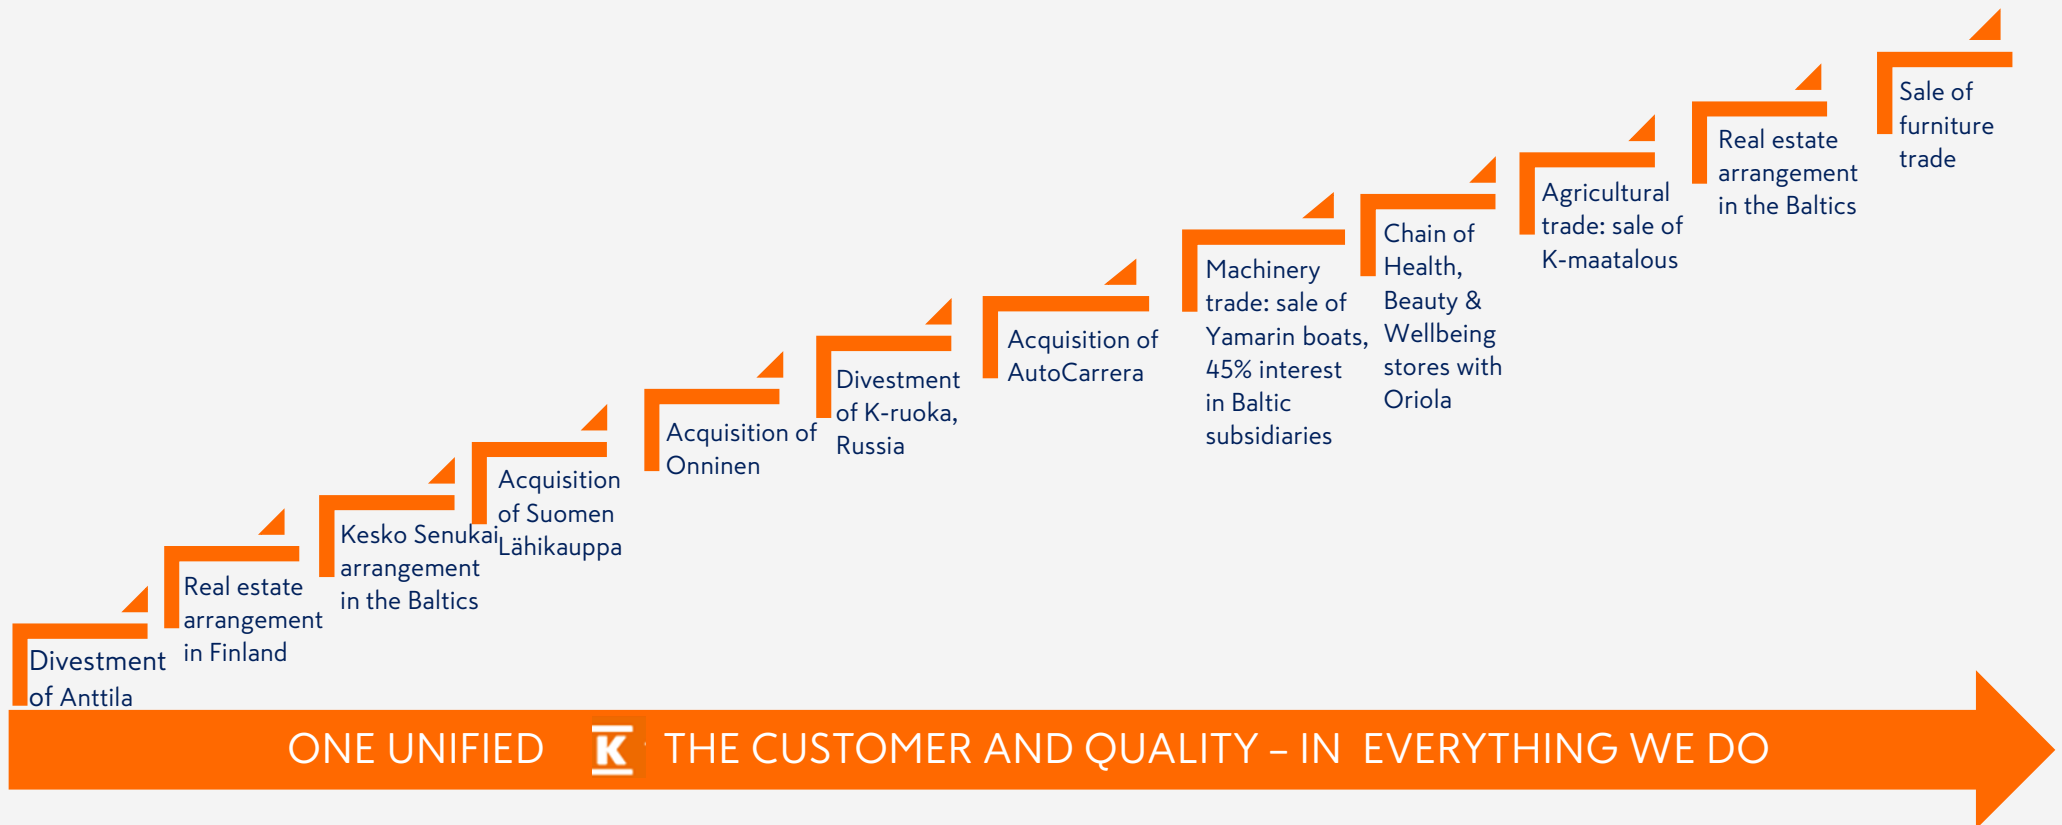 Divestment
of Anttila
Real estate
arrangement
in Finland
Kesko Senukai
arrangement
in the Baltics
Acquisition
of Suomen
Lähikauppa
Acquisition of
Onninen
Divestment
of K-ruoka,
Russia
Acquisition of
AutoCarrera
Machinery
trade: sale of
Yamarin boats,
45% interest
in Baltic
subsidiaries
Chain of
Health,
Beauty &
Wellbeing
stores with
Oriola
Agricultural
trade: sale of
K-maatalous
Real estate
arrangement
in the Baltics
Sale of
furniture
trade
ONE UNIFIED K THE CUSTOMER AND QUALITY – IN EVERYTHING WE DO